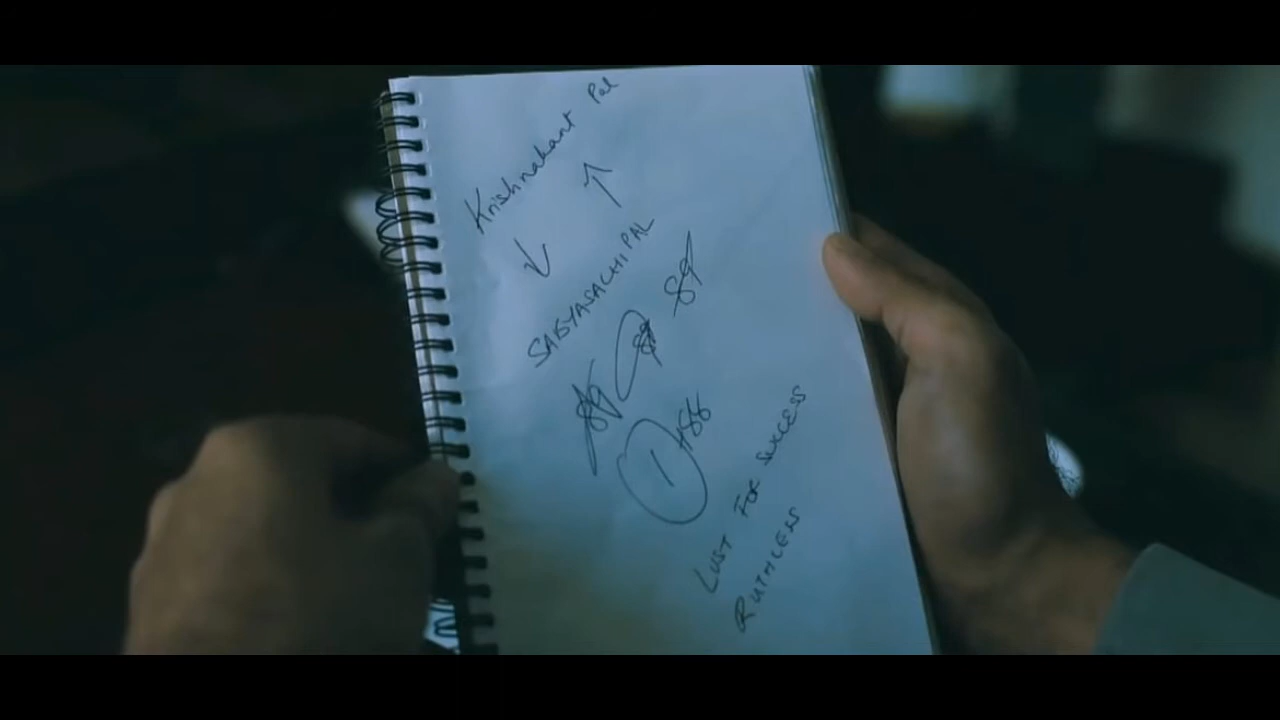 Krishnakant Pal
SABYASACHI PAL
1
LUST FOR SUCCESS
RUTHLESS